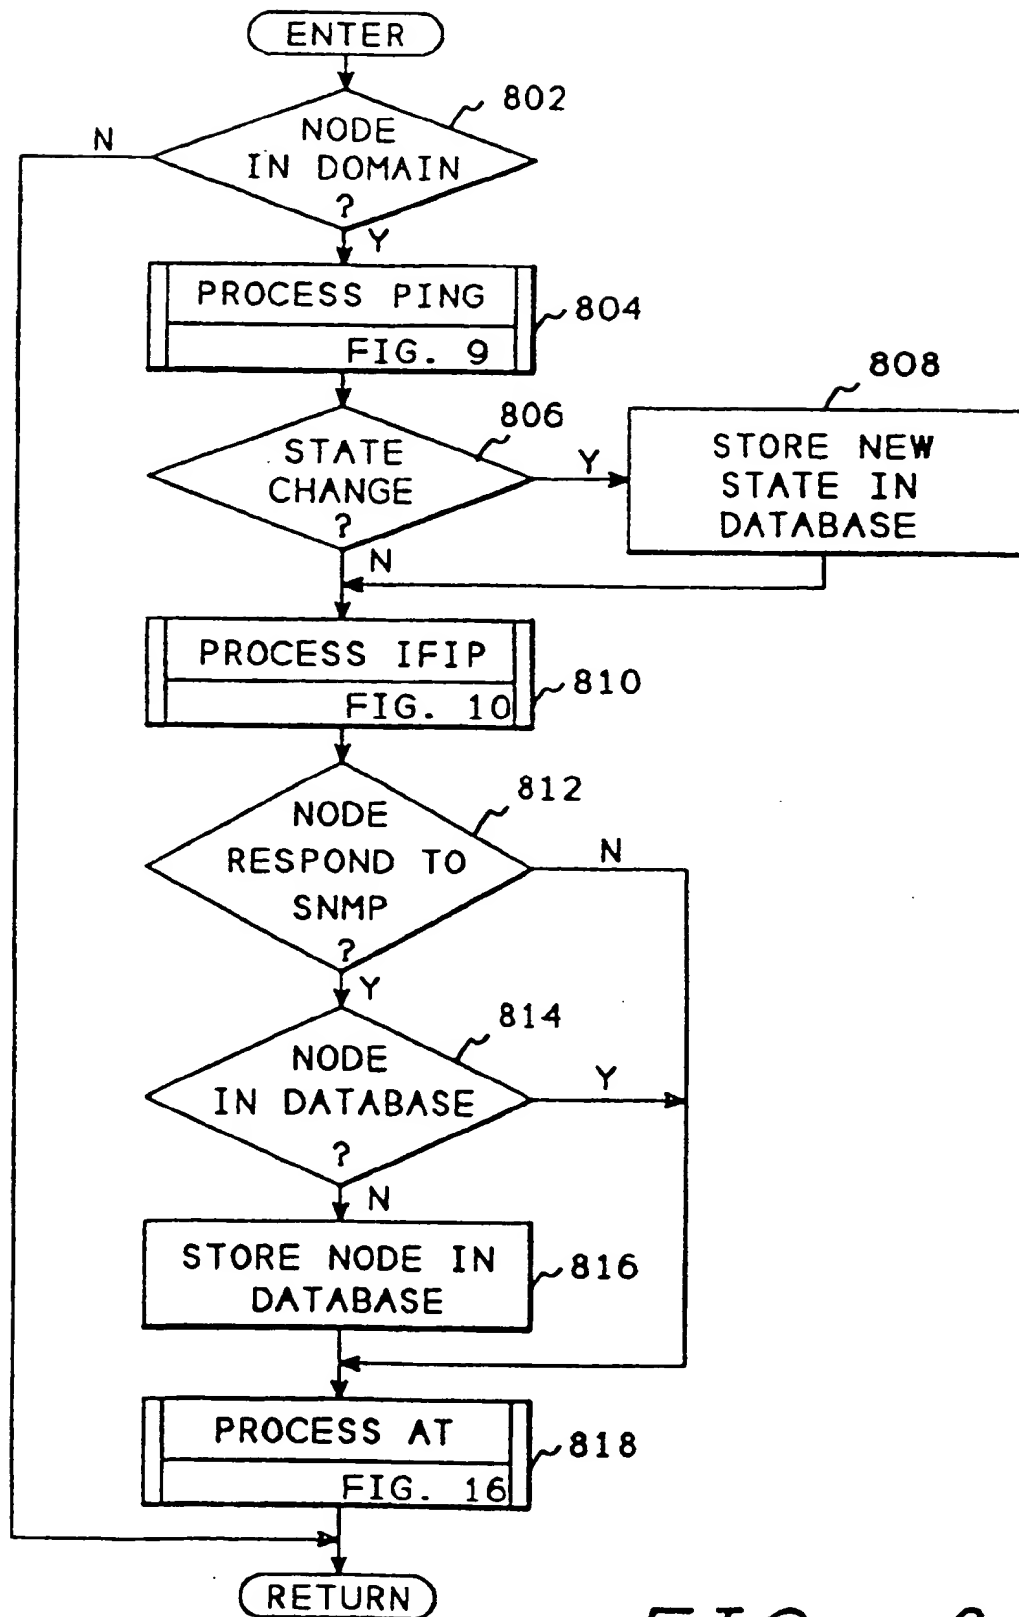 ENTER
802
N
NODE
IN DOMAIN
?
Y
PROCESS PING
804
FIG. 9
808
806
STATE
CHANGE
?
Y
STORE NEW
STATE IN
DATABASE
N
PROCESS IFIP
810
FIG. 10
812
NODE
RESPOND TO
SNMP
?
N
Y
814
NODE
IN DATABASE
?
Y
N
STORE NODE IN
DATABASE
816
PROCESS AT
818
FIG. 16
RETURN